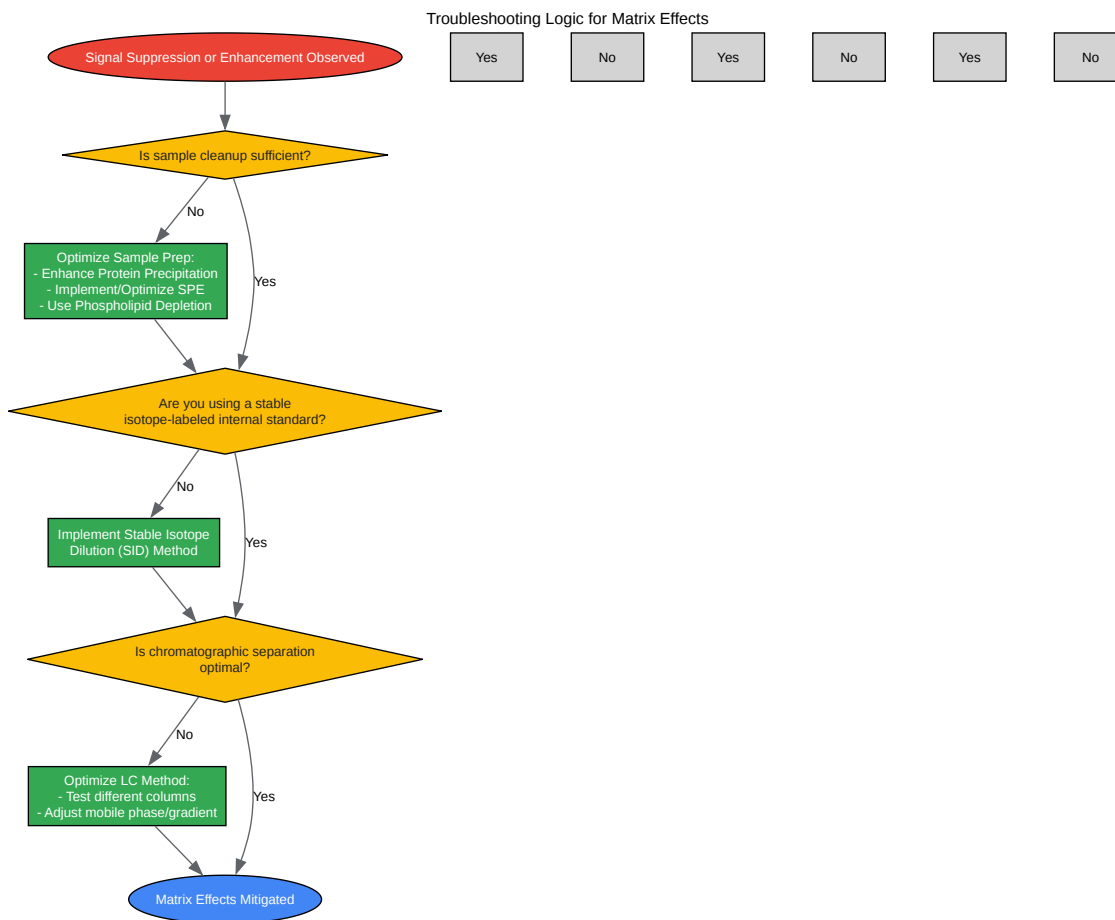 Troubleshooting Logic for Matrix Effects
Signal Suppression or Enhancement Observed
Yes
No
Yes
No
Yes
No
Is sample cleanup sufficient?
No
Optimize Sample Prep:
- Enhance Protein Precipitation
- Implement/Optimize SPE
- Use Phospholipid Depletion
Yes
Are you using a stable
isotope-labeled internal standard?
No
Implement Stable Isotope
Dilution (SID) Method
Yes
Is chromatographic separation
optimal?
No
Optimize LC Method:
- Test different columns
- Adjust mobile phase/gradient
Yes
Matrix Effects Mitigated